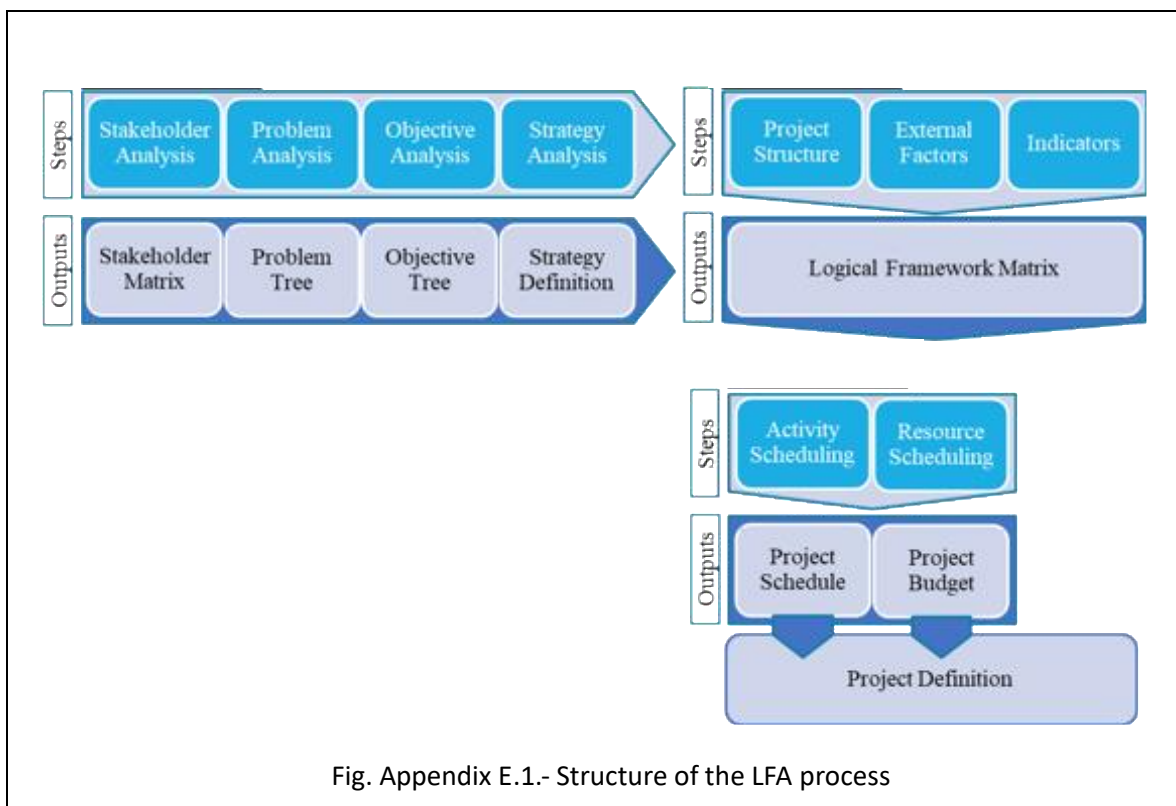 Steps
Stakeholder
Analysis
Problem
Analysis
Objective
Analysis
Strategy
Analysis
Outputs
Stakeholder
Matrix
Problem
Tree
Objective
Tree
Strategy
Definition
Steps
Project
Structure
External
Factors
Indicators
Outputs
Logical Framework Matrix
Steps
Activity
Scheduling
Resource
Scheduling
Outputs
Project
Schedule
Project
Budget
Project Definition
Fig. Appendix E.1.- Structure of the LFA process